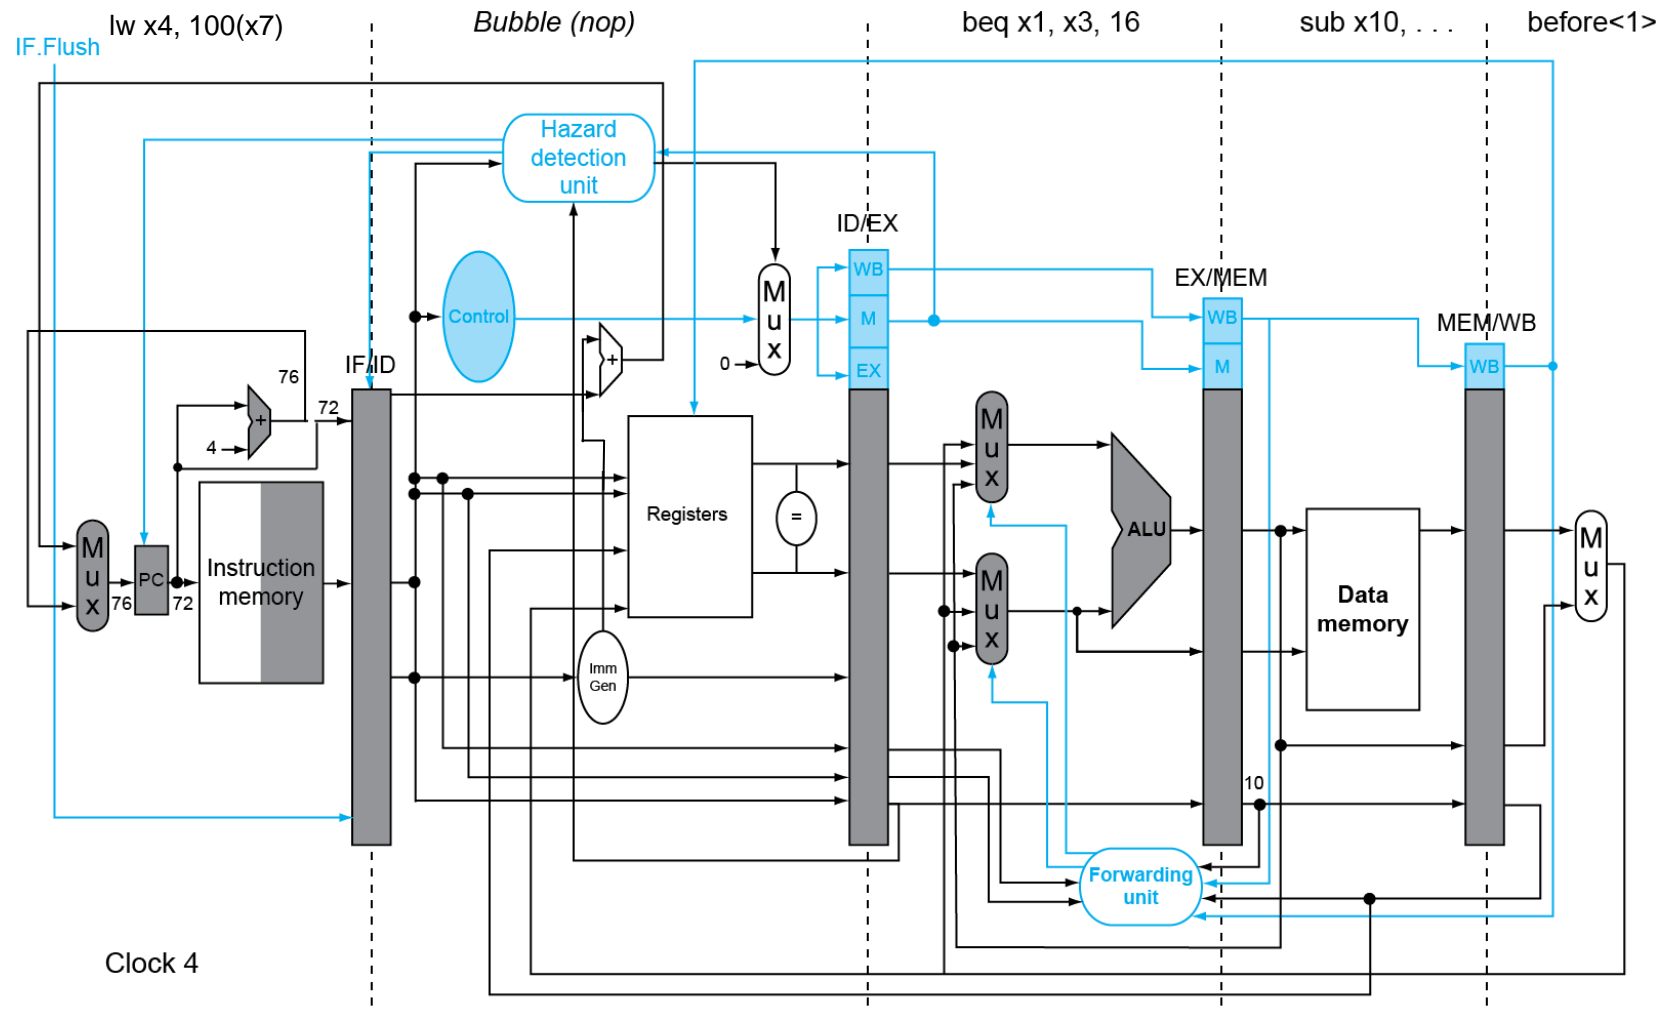 lw x4, 100(x7)
Bubble (nop)
beq x1, x3, 16
sub x10, . . .
before<1>
IF.Flush
Hazard
detection
unit
ID/EX
WB
M
EX
EX/MEM
WB
M
MEM/WB
WB
Control
M
u
x
0
+
IF/ID
76
72
+
4
M
u
x
76
PC
72
Instruction
memory
Registers
=
Imm
Gen
M
u
x
M
u
x
ALU
Data
memory
M
u
x
10
Forwarding
unit
Clock 4